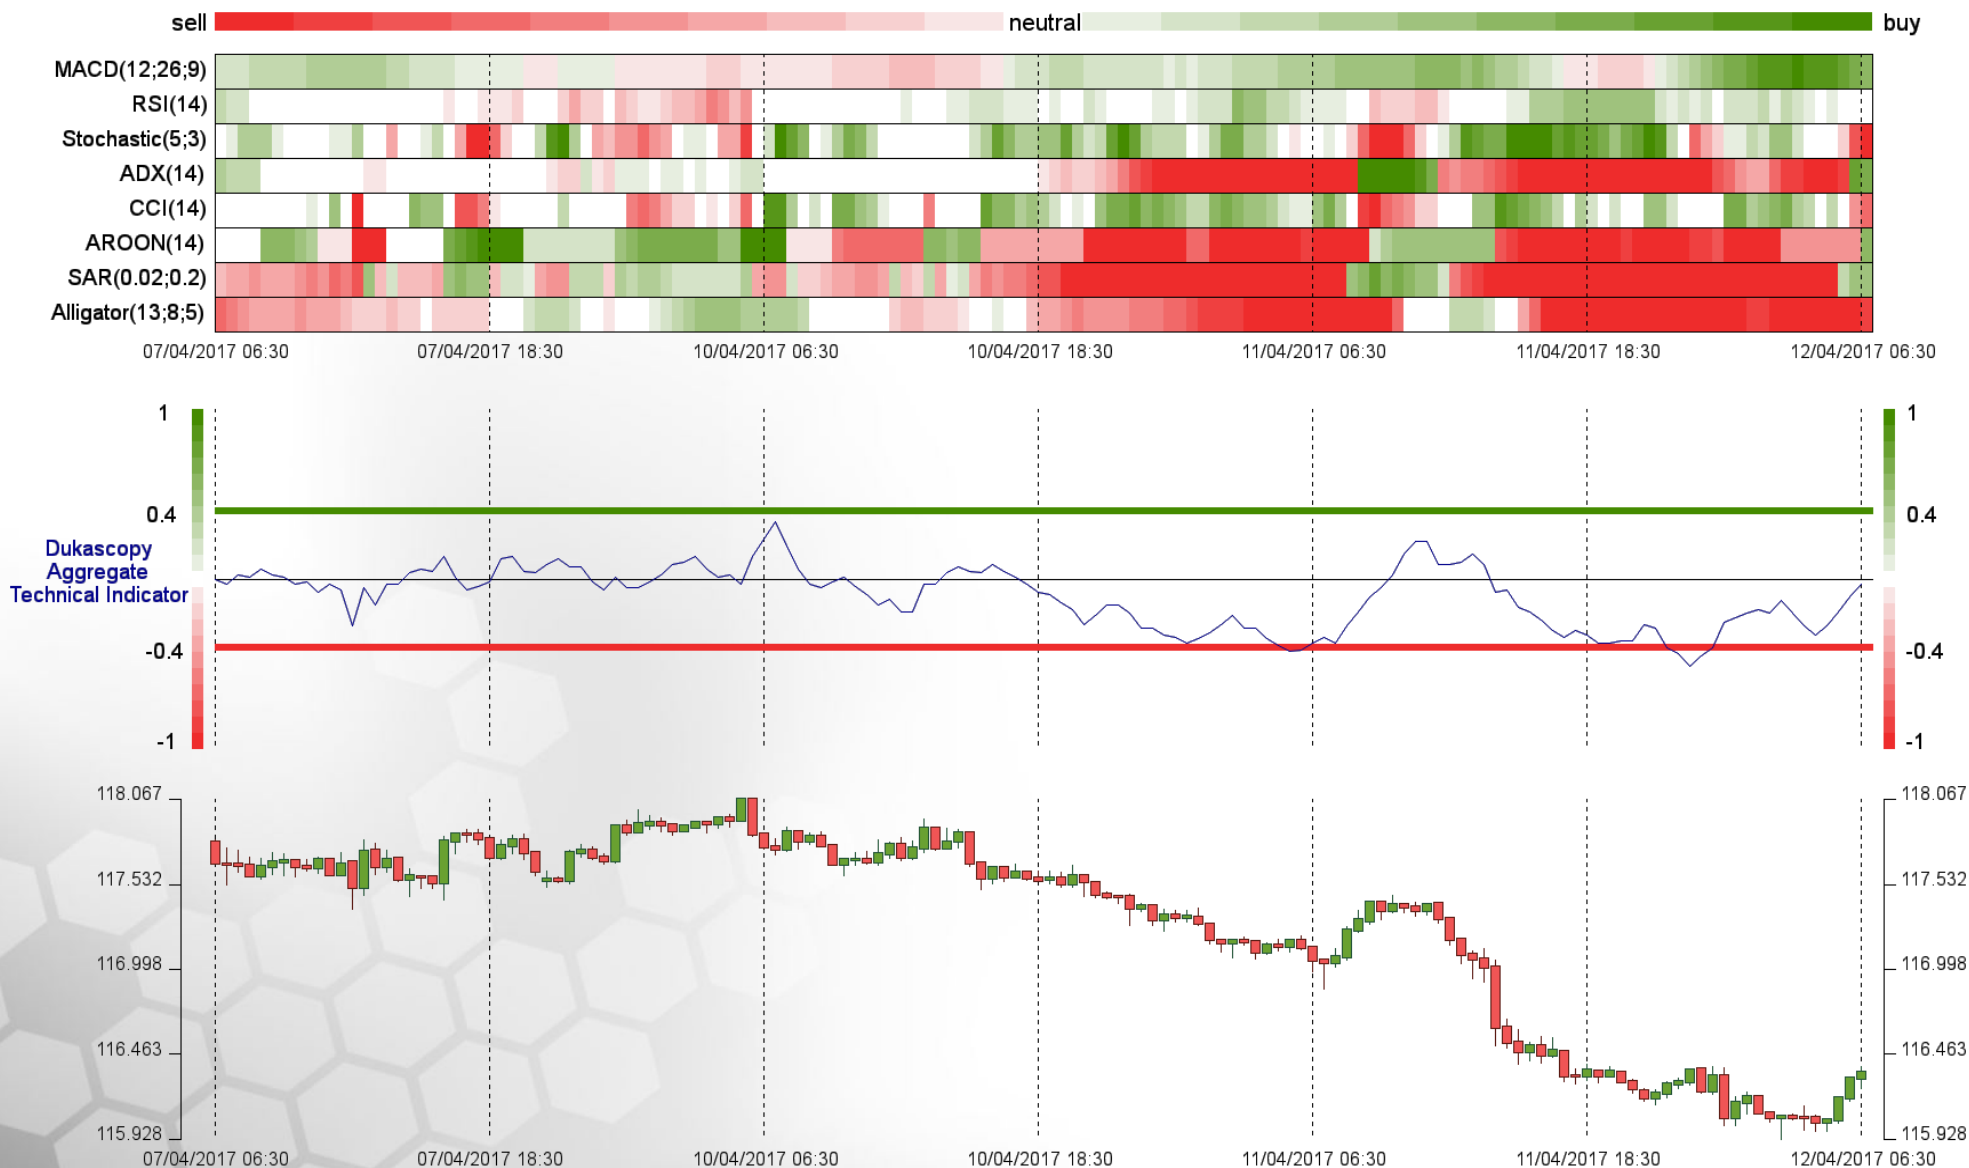 sell neutral buy
MACD(12;26;9)
RSI(14)
Stochastic(5;3)
ADX(14)
CCI(14)
AROON(14)
SAR(0.02;0.2)
Alligator(13;8;5)
07/04/2017 06:30 07/04/2017 18:30 10/04/2017 06:30 10/04/2017 18:30 11/04/2017 06:30 11/04/2017 18:30 12/04/2017 06:30
1 1
0.4 0.4
Dukascopy
Aggregate
Technical Indicator
-0.4 -0.4
-1 -1
118.067 118.067
117.532 117.532
116.998 116.998
116.463 116.463
115.928 115.928
07/04/2017 06:30 07/04/2017 18:30 10/04/2017 06:30 10/04/2017 18:30 11/04/2017 06:30 11/04/2017 18:30 12/04/2017 06:30